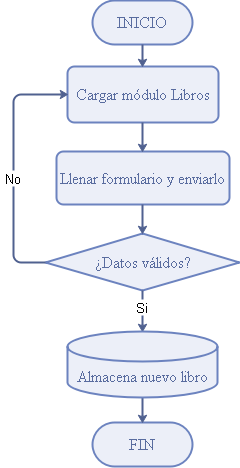 INICIO
Cargar módulo Libros
Llenar formulario y enviarlo
No
¿Datos válidos?
Si
Almacena nuevo libro
FIN